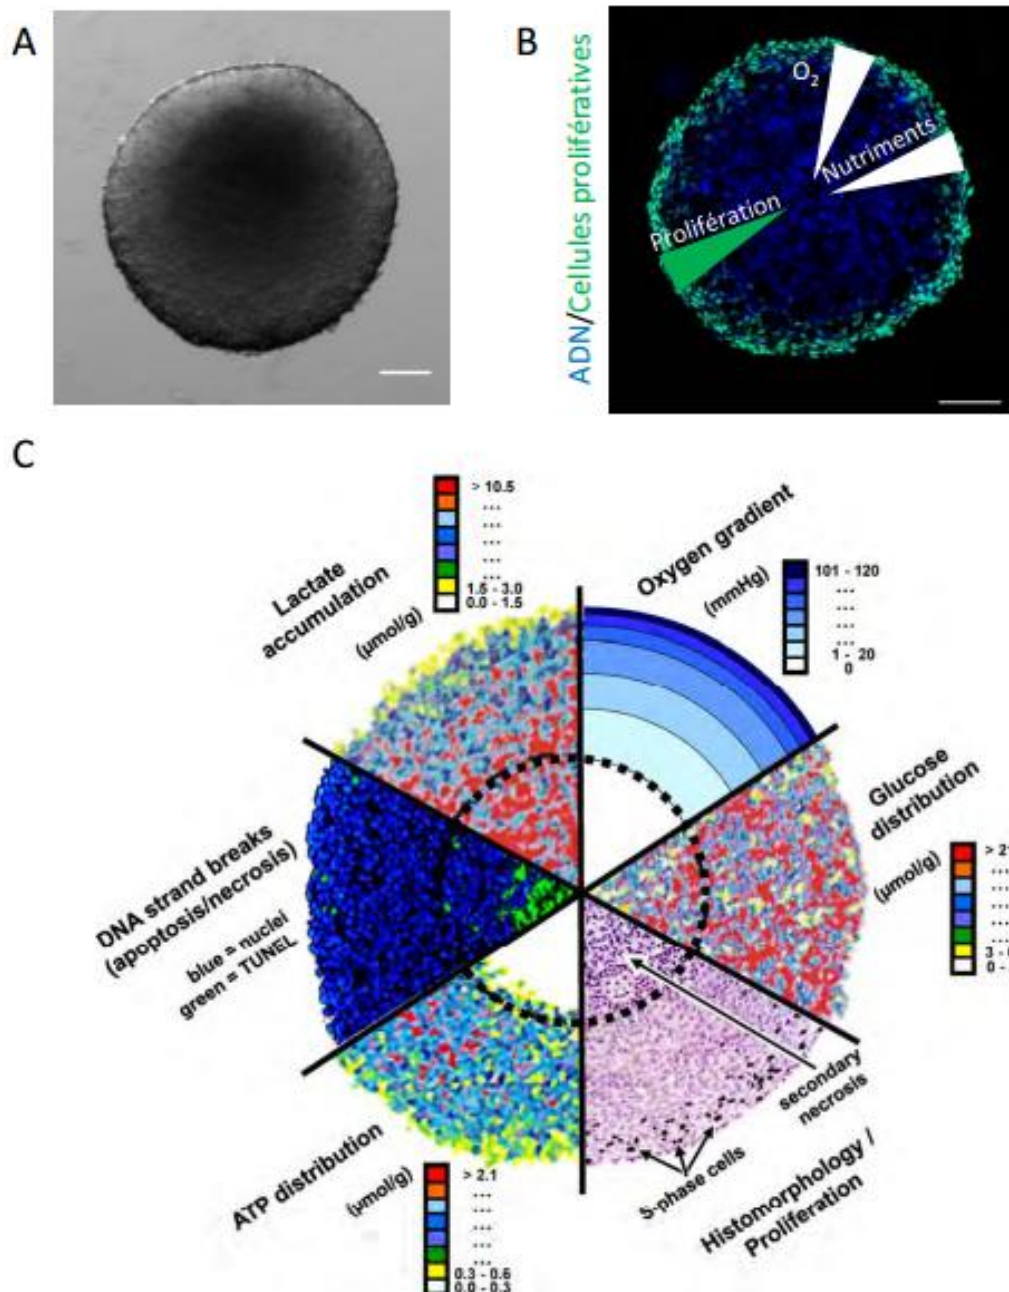 A
B
ADN/Cellules prolifératives
O2
Nutriments
Prolifération
C
Lactate
accumulation
(µmol/g)
> 10.5
...
...
...
...
...
1.5 - 3.0
0.0 - 1.5
Oxygen gradient
(mmHg)
101 - 120
...
...
...
...
1 - 20
0
Glucose
distribution
(µmol/g)
...
...
...
...
...
DNA strand breaks
(apoptosis/necrosis)
blue = nuclei
green = TUNEL
ATP distribution
(µmol/g)
> 2.1
...
...
...
...
...
0.3 - 0.6
0.0 - 0.3
secondary
necrosis
S-phase cells
Histomorphology /
Proliferation